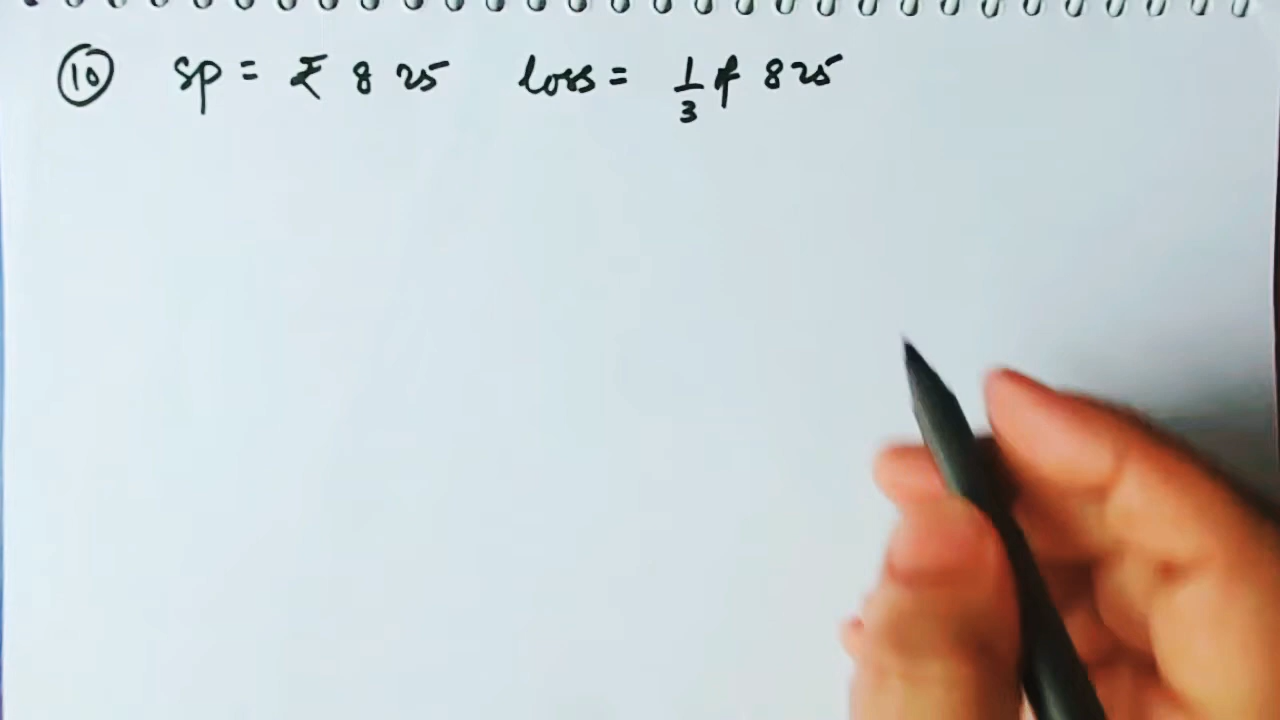 10 SP = ₹ 825 loss = 1/3 of 825